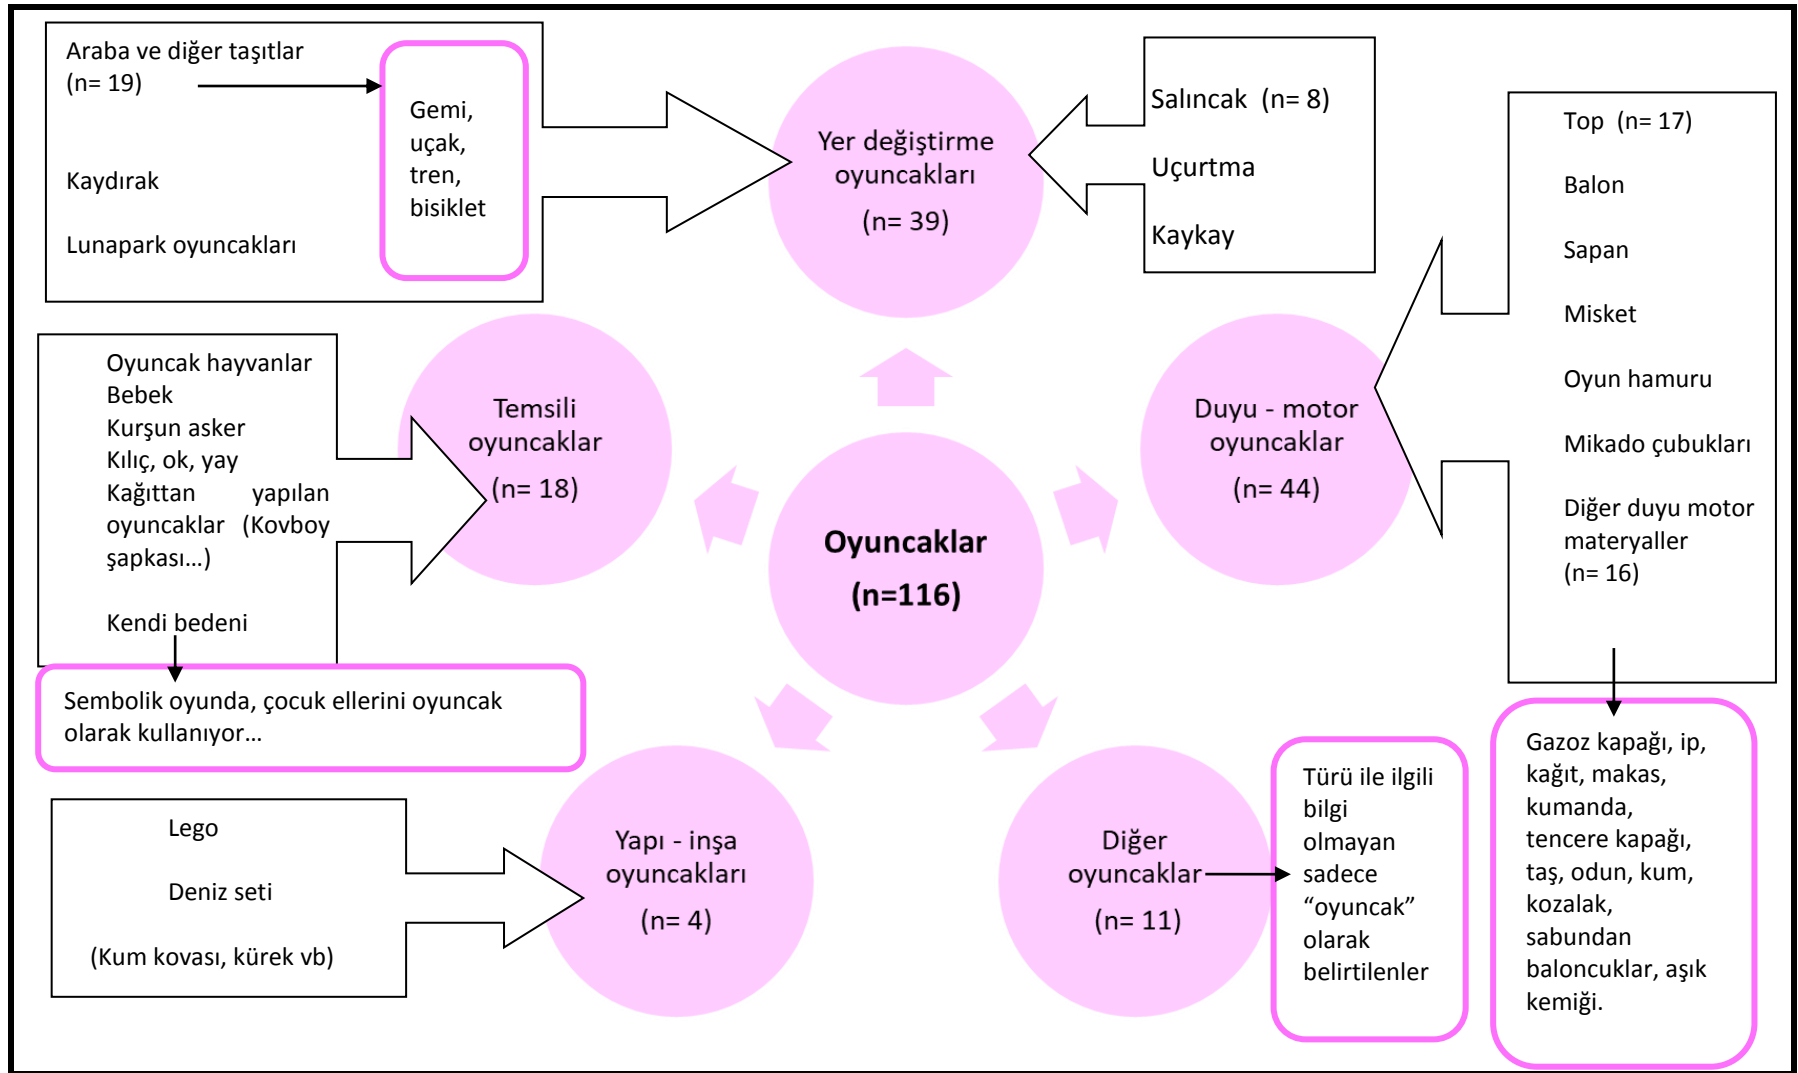 Araba ve diğer taşıtlar
(n= 19)
Kaydırak
Lunapark oyuncakları
Gemi,
uçak,
tren,
bisiklet
Yer değiştirme
oyuncakları
(n= 39)
Salıncak (n= 8)
Uçurtma
Kaykay
Top (n= 17)
Balon
Sapan
Misket
Oyun hamuru
Mikado çubukları
Diğer duyu motor
materyaller
(n= 16)
Oyuncak hayvanlar
Bebek
Kurşun asker
Kılıç, ok, yay
Kağıttan yapılan
oyuncaklar (Kovboy
şapkası...)
Kendi bedeni
Temsili
oyuncaklar
(n= 18)
Duyu - motor
oyuncaklar
(n= 44)
Oyuncaklar
(n=116)
Sembolik oyunda, çocuk ellerini oyuncak
olarak kullanıyor...
Lego
Deniz seti
(Kum kovası, kürek vb)
Yapı - inşa
oyuncakları
(n= 4)
Diğer
oyuncaklar
(n= 11)
Türü ile ilgili
bilgi
olmayan
sadece
“oyuncak”
olarak
belirtilenler
Gazoz kapağı, ip,
kağıt, makas,
kumanda,
tencere kapağı,
taş, odun, kum,
kozalak,
sabundan
baloncuklar, aşık
kemiği.